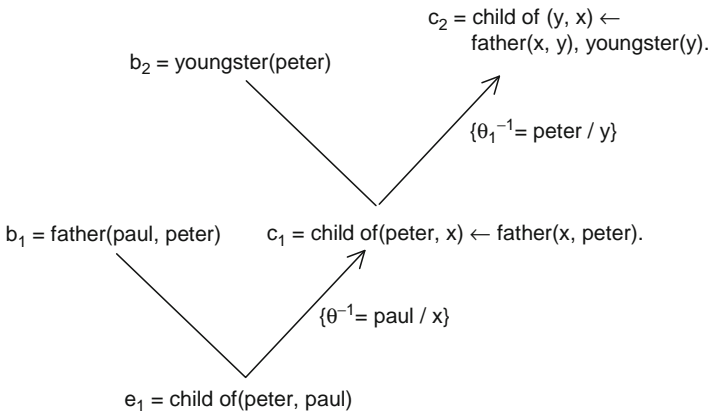 c₂ = child of (y, x) ←
father(x, y), youngster(y).
b₂ = youngster(peter)
{θ₁⁻¹= peter / y}
b₁ = father(paul, peter)
c₁ = child of(peter, x) ← father(x, peter).
{θ⁻¹= paul / x}
e₁ = child of(peter, paul)